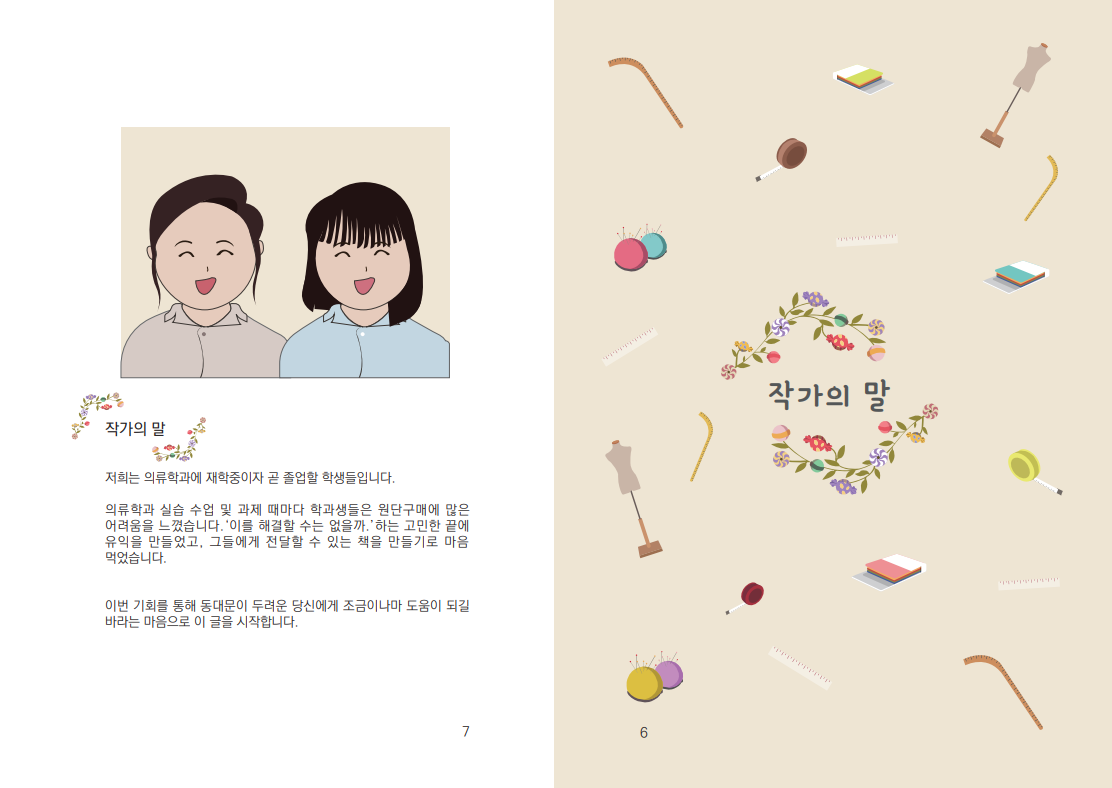 작가의 말
저희는 의류학과에 재학중이자 곧 졸업할 학생들입니다.
의류학과 실습 수업 및 과제 때마다 학과생들은 원단구매에 많은
어려움을 느꼈습니다. '이를 해결할 수는 없을까.' 하는 고민한 끝에
유익을 만들었고, 그들에게 전달할 수 있는 책을 만들기로 마음
먹었습니다.
이번 기회를 통해 동대문이 두려운 당신에게 조금이나마 도움이 되길
바라는 마음으로 이 글을 시작합니다.
7
작가의 말
6